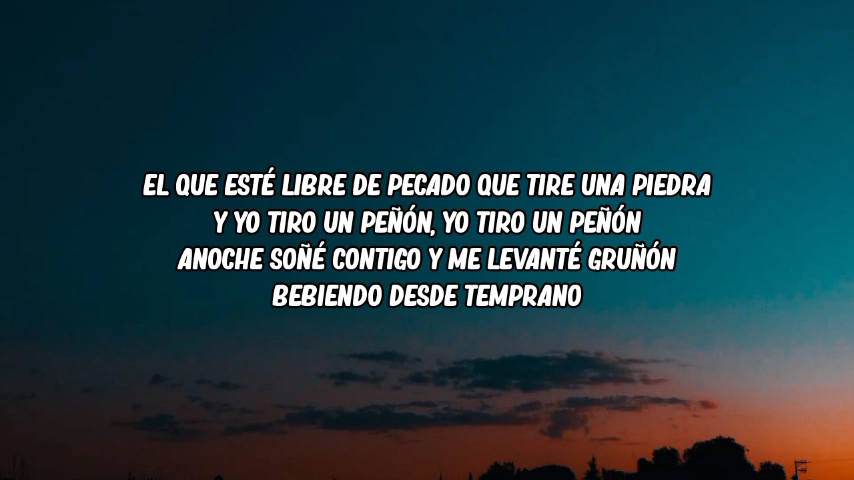 EL QUE ESTÉ LIBRE DE PECADO QUE TIRE UNA PIEDRA
Y YO TIRO UN PEÑÓN, YO TIRO UN PEÑÓN
ANOCHE SOÑÉ CONTIGO Y ME LEVANTÉ GRUÑÓN
BEBIENDO DESDE TEMPRANO